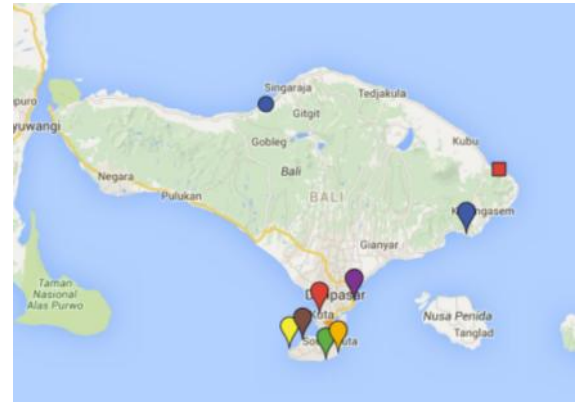 Singaraja
Tedjakula
Gitgit
puro
yuwangi
Gobleg
Kubu
Bali
Negara
Pulukan
BALI
Gianyar
Taman
Nasional
Alas Purwo
Kuta
Nusa Penida
Tanglad